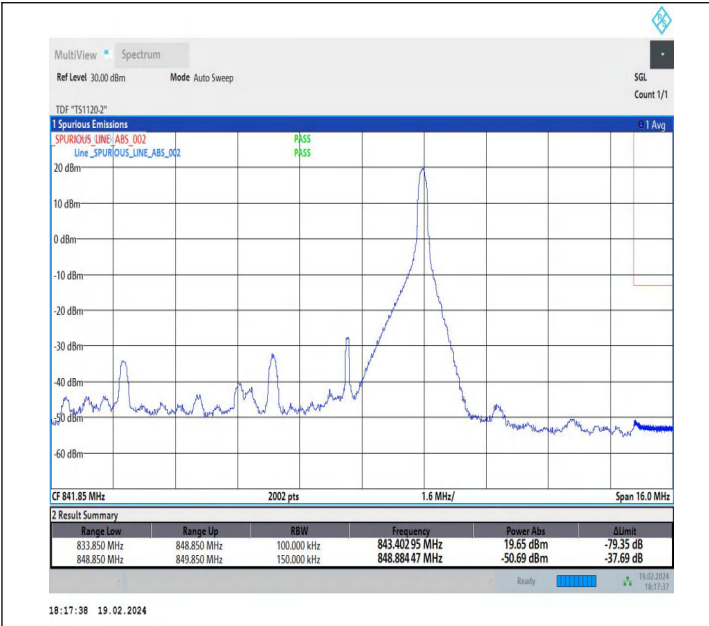 R S
MultiView Spectrum
Ref Level 30.00 dBm Mode Auto Sweep SGL
Count 1/1
TDF "TS1120-2"
1 Spurious Emissions 1 Avg
_SPURIOUS_LINE_ABS_002 PASS
Line _SPURIOUS_LINE_ABS_002 PASS
20 dBm
10 dBm
0 dBm
-10 dBm
-20 dBm
-30 dBm
-40 dBm
-50 dBm
-60 dBm
CF 841.85 MHz 2002 pts 1.6 MHz/ Span 16.0 MHz
2 Result Summary
Range Low Range Up RBW Frequency Power Abs ΔLimit
833.850 MHz 848.850 MHz 100.000 kHz 843.402 95 MHz 19.65 dBm -79.35 dB
848.850 MHz 849.850 MHz 150.000 kHz 848.884 47 MHz -50.69 dBm -37.69 dB
Ready 19.02.2024
18:17:37
18:17:38 19.02.2024